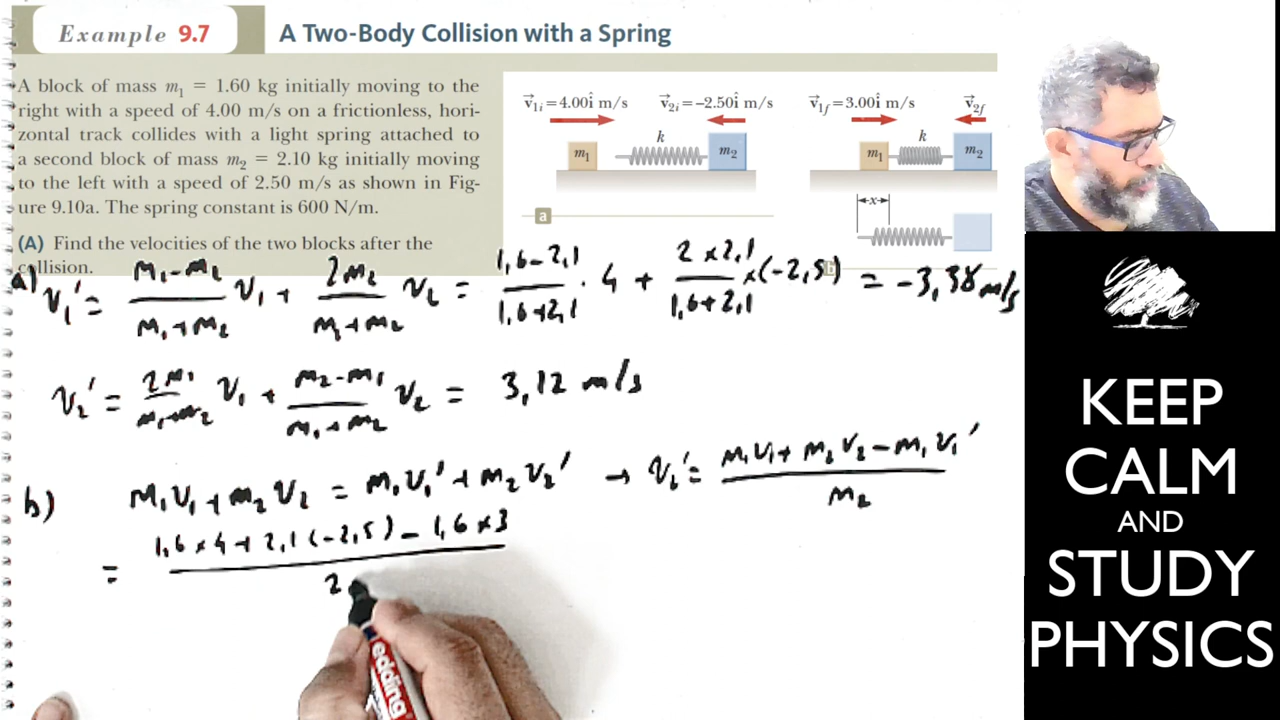 Example 9.7 A Two-Body Collision with a Spring
A block of mass m₁ = 1.60 kg initially moving to the
right with a speed of 4.00 m/s on a frictionless, hori-
zontal track collides with a light spring attached to
a second block of mass m₂ = 2.10 kg initially moving
to the left with a speed of 2.50 m/s as shown in Fig-
ure 9.10a. The spring constant is 600 N/m.
(A) Find the velocities of the two blocks after the
collision.
v⃗₁ᵢ=4.00î m/s v⃗₂ᵢ=−2.50î m/s
k
m₁ m₂
a
v⃗₁f=3.00î m/s v⃗₂f
k
m₁ m₂
x
b
a) v₁' = (m₁-m₂)/(m₁+m₂) v₁ + 2m₂/(m₁+m₂) v₂ = (1,6-2,1)/(1,6+2,1) · 4 + (2×2,1)/(1,6+2,1) ×(-2,5) = -3,38 m/s
v₂' = 2m₁/(m₁+m₂) v₁ + (m₂-m₁)/(m₁+m₂) v₂ = 3,12 m/s
b) m₁v₁+m₂v₂ = m₁v₁'+m₂v₂' → v₂' = (m₁v₁+m₂v₂-m₁v₁')/m₂
= (1,6×4+2,1(-2,5)-1,6×3)/2
edding
KEEP
CALM
AND
STUDY
PHYSICS